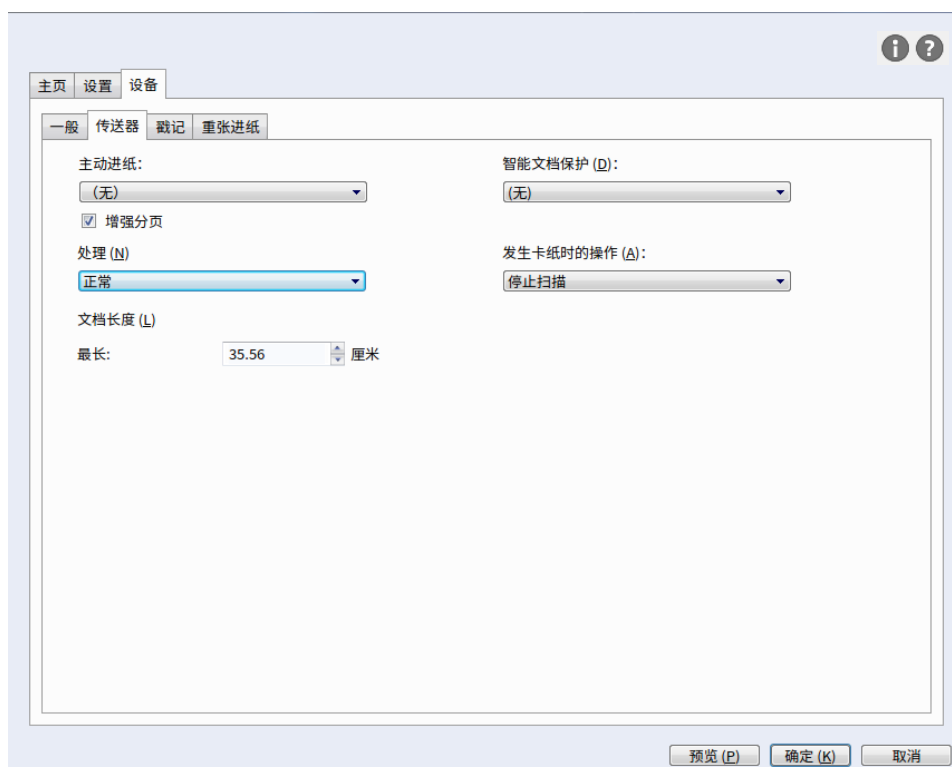 主页 设置 设备
一般 传送器 戳记 重张进纸
主动进纸: 智能文档保护 (D):
（无） (无)
增强分页
处理 (N) 发生卡纸时的操作 (A):
正常 停止扫描
文档长度 (L)
最长: 35.56 厘米
预览 (P) 确定 (K) 取消